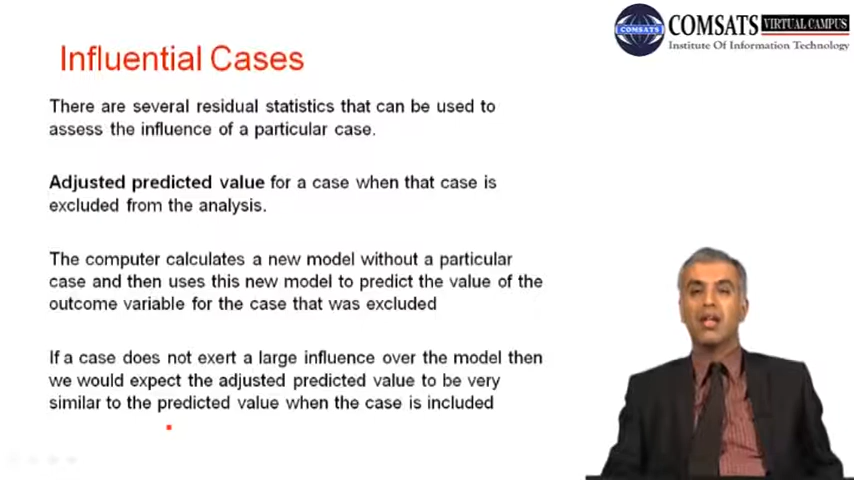 COMSATS VIRTUAL CAMPUS
COMSATS
Institute Of Information Technology
Influential Cases
There are several residual statistics that can be used to
assess the influence of a particular case.
Adjusted predicted value for a case when that case is
excluded from the analysis.
The computer calculates a new model without a particular
case and then uses this new model to predict the value of the
outcome variable for the case that was excluded
If a case does not exert a large influence over the model then
we would expect the adjusted predicted value to be very
similar to the predicted value when the case is included